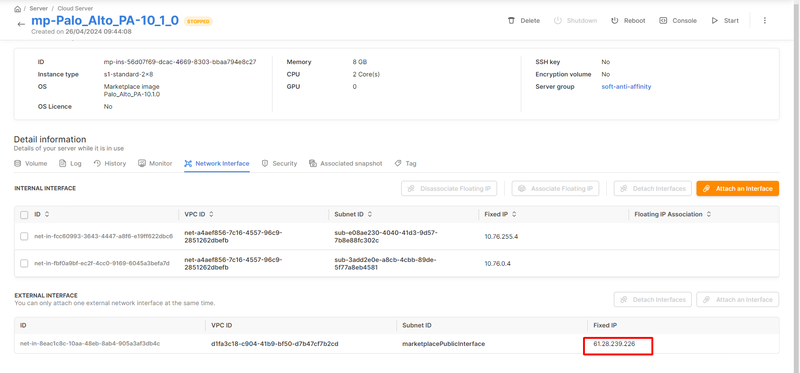 Server / Cloud Server
mp-Palo_Alto_PA-10_1_0 STOPPED
Created on 26/04/2024 09:44:08
Delete Shutdown Reboot Console Start
ID mp-ins-56d07f69-dcac-4669-8303-bbaa794e8c27 Memory 8 GB SSH key No
Instance type s1-standard-2x8 CPU 2 Core(s) Encryption volume No
OS Marketplace image GPU 0 Server group soft-anti-affinity
Palo_Alto_PA-10.1.0
OS Licence No
Detail information
Details of your server while it is in use
Volume Log History Monitor Network Interface Security Associated snapshot Tag
INTERNAL INTERFACE Disassociate Floating IP Associate Floating IP Detach Interfaces Attach an Interface
ID VPC ID Subnet ID Fixed IP Floating IP Association
net-in-fcc60993-3643-4447-a8f6-e19ff622dbc6 net-a4aef856-7c16-4557-96c9- sub-e08ae230-4040-41d3-9d57- 10.76.255.4
2851262dbefb 7b8e88fc302c
net-in-fbf0a9bf-ec2f-4cc0-9169-6045a3befa7d net-a4aef856-7c16-4557-96c9- sub-3add2e0e-a8cb-4cbb-89de- 10.76.0.4
2851262dbefb 5f77a8eb4581
EXTERNAL INTERFACE Detach Interfaces Attach an Interface
You can only attach one external network interface at the same time.
ID VPC ID Subnet ID Fixed IP
net-in-8eac1c8c-10aa-48eb-8ab4-905a3af3db4c d1fa3c18-c904-41b9-bf50-d7b47cf7b2cd marketplacePublicInterface 61.28.239.226